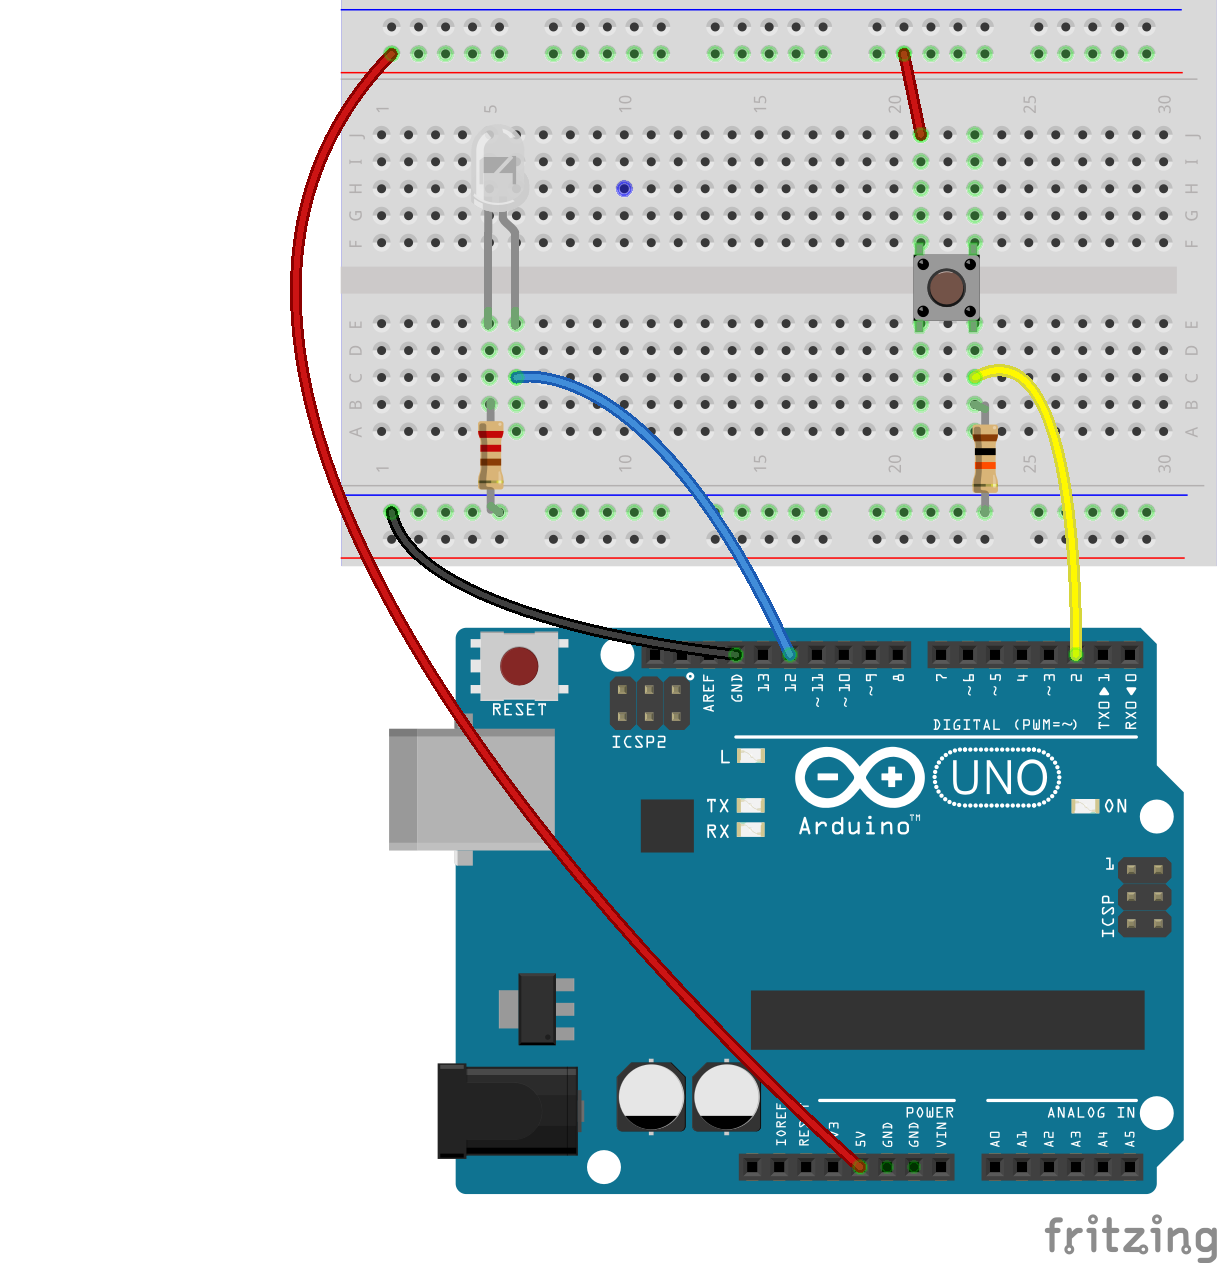 1 5 10 15 20 25 30
J J
I I
H H
G G
F F
E E
D D
C C
B B
A A
1 10 15 20 25 30
RESET
ICSP2
AREF GND 13 12 ~11 ~10 ~9 8 7 ~6 ~5 4 ~3 2 TX0▶1 RX0◀0
DIGITAL (PWM=~)
L
TX
RX
UNO
Arduino™
ON
1
ICSP
POWER ANALOG IN
IOREF 5V GND GND VIN A0 A1 A2 A3 A4 A5
fritzing